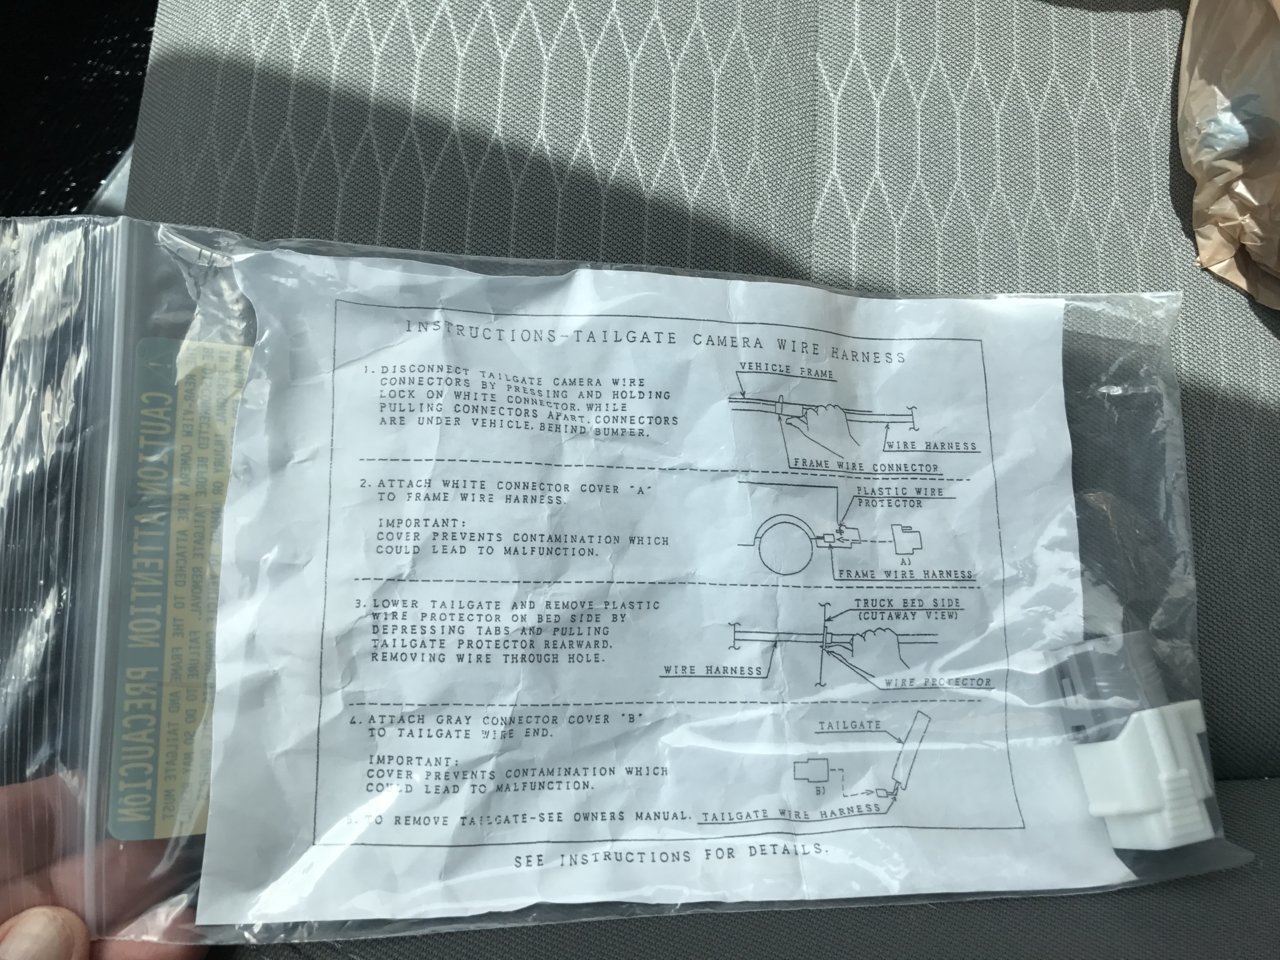 INSTRUCTIONS-TAILGATE CAMERA WIRE HARNESS
1. DISCONNECT TAILGATE CAMERA WIRE
CONNECTORS BY PRESSING AND HOLDING
LOCK ON WHITE CONNECTOR, WHILE
PULLING CONNECTORS APART. CONNECTORS
ARE UNDER VEHICLE, BEHIND BUMPER.
VEHICLE FRAME
WIRE HARNESS
FRAME WIRE CONNECTOR
2. ATTACH WHITE CONNECTOR COVER "A"
TO FRAME WIRE HARNESS.
IMPORTANT:
COVER PREVENTS CONTAMINATION WHICH
COULD LEAD TO MALFUNCTION.
PLASTIC WIRE
PROTECTOR
A)
FRAME WIRE HARNESS
3. LOWER TAILGATE AND REMOVE PLASTIC
WIRE PROTECTOR ON BED SIDE BY
DEPRESSING TABS AND PULLING
TAILGATE PROTECTOR REARWARD.
REMOVING WIRE THROUGH HOLE.
TRUCK BED SIDE
(CUTAWAY VIEW)
WIRE HARNESS
WIRE PROTECTOR
4. ATTACH GRAY CONNECTOR COVER "B"
TO TAILGATE WIRE END.
IMPORTANT:
COVER PREVENTS CONTAMINATION WHICH
COULD LEAD TO MALFUNCTION.
TAILGATE
B)
TAILGATE WIRE HARNESS
5. TO REMOVE TAILGATE-SEE OWNERS MANUAL.
SEE INSTRUCTIONS FOR DETAILS.
CAUTION ATTENTION PRECAUCION